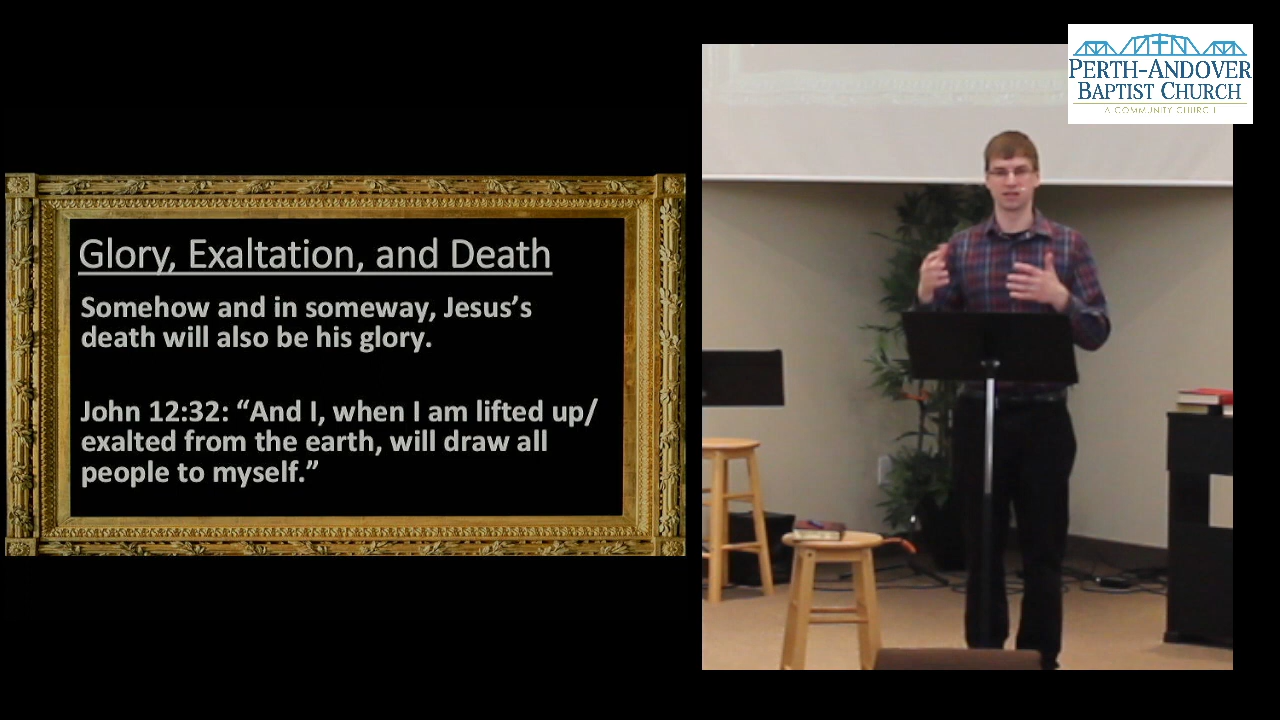 Glory, Exaltation, and Death
Somehow and in someway, Jesus’s
death will also be his glory.
John 12:32: “And I, when I am lifted up/
exalted from the earth, will draw all
people to myself.”
PERTH-ANDOVER
BAPTIST CHURCH
A COMMUNITY CHURCH